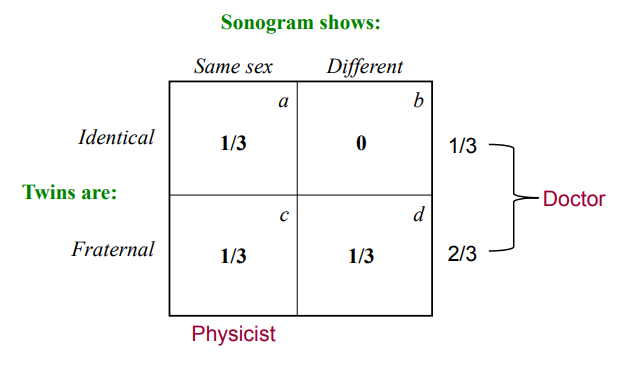 Sonogram shows:
Same sex Different
a b
Identical 1/3 0 1/3
Twins are: Doctor
c d
Fraternal 1/3 1/3 2/3
Physicist